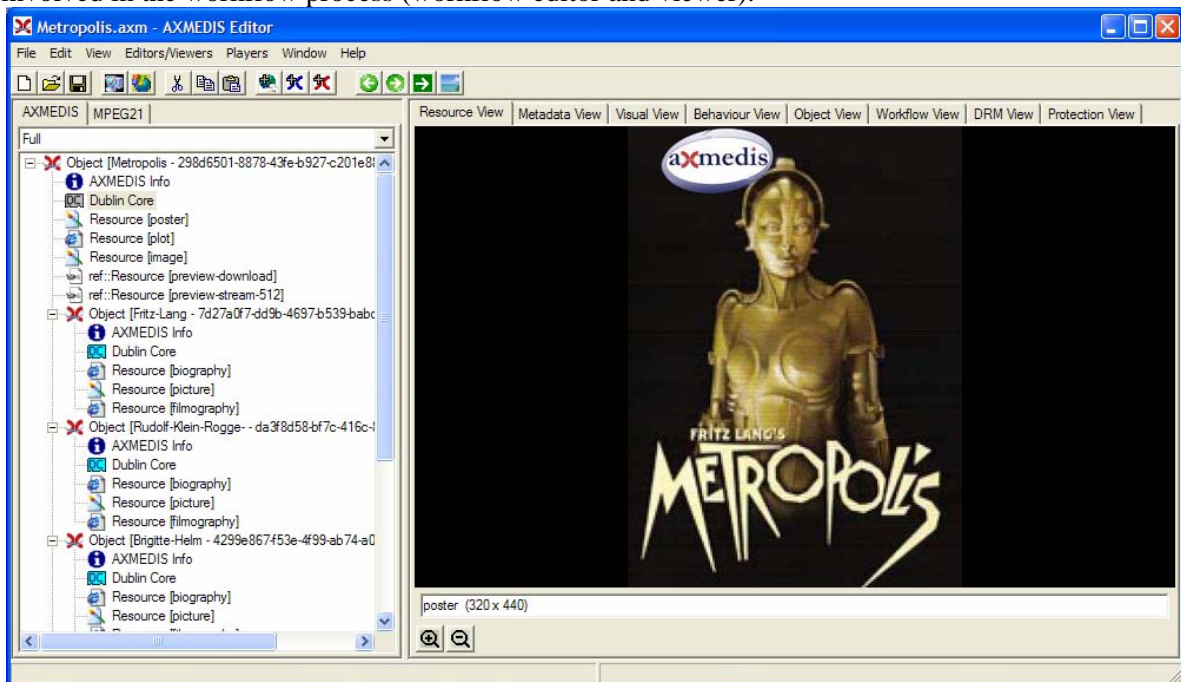 involved in the workflow process (workflow editor and viewer).
Metropolis.axm - AXMEDIS Editor
File Edit View Editors/Viewers Players Window Help
AXMEDIS MPEG21
Full
Object [Metropolis - 298d6501-8878-43fe-b927-c201e8
AXMEDIS Info
DC Dublin Core
Resource [poster]
Resource [plot]
Resource [image]
ref::Resource [preview-download]
ref::Resource [preview-stream-512]
Object [Fritz-Lang - 7d27a0f7-dd9b-4697-b539-babc
AXMEDIS Info
DC Dublin Core
Resource [biography]
Resource [picture]
Resource [filmography]
Object [Rudolf-Klein-Rogge- - da3f8d58-bf7c-416c-
AXMEDIS Info
DC Dublin Core
Resource [biography]
Resource [picture]
Resource [filmography]
Object [Brigitte-Helm - 4299e867-f53e-4f99-ab74-a0
AXMEDIS Info
DC Dublin Core
Resource [biography]
Resource [picture]
Resource View Metadata View Visual View Behaviour View Object View Workflow View DRM View Protection View
axmedis
FRITZ LANG'S
METROPOLIS
poster (320 x 440)